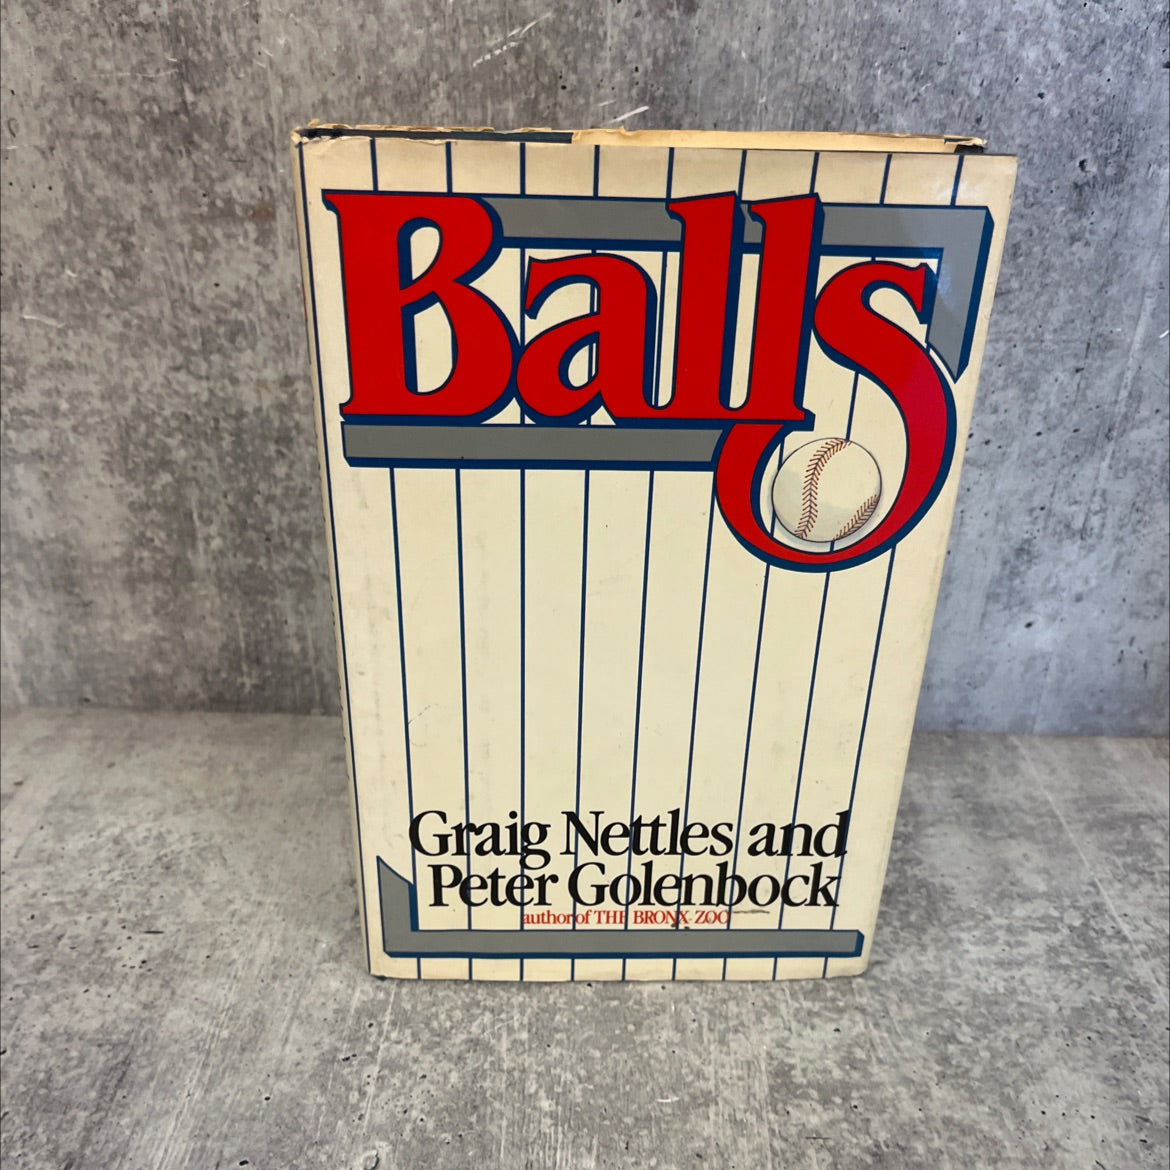 Balls
Graig Nettles and
Peter Golenbock
author of THE BRONX ZOO